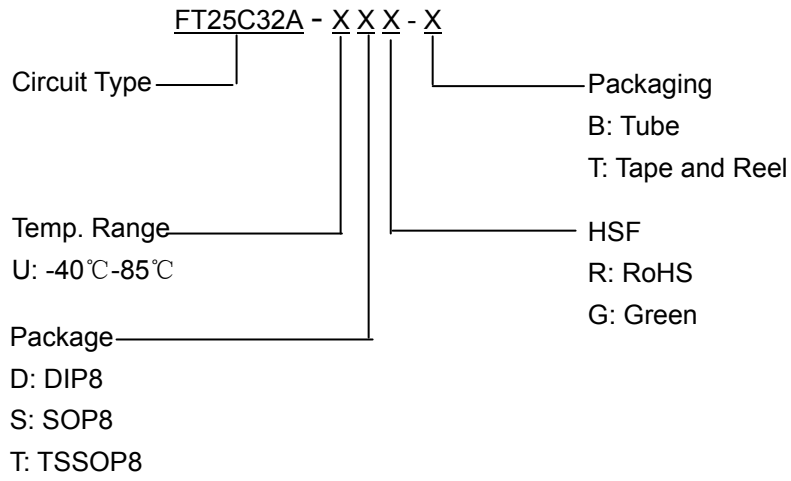 FT25C32A - X X X - X
Circuit Type
Packaging
B: Tube
T: Tape and Reel
Temp. Range
U: -40℃-85℃
HSF
R: RoHS
G: Green
Package
D: DIP8
S: SOP8
T: TSSOP8